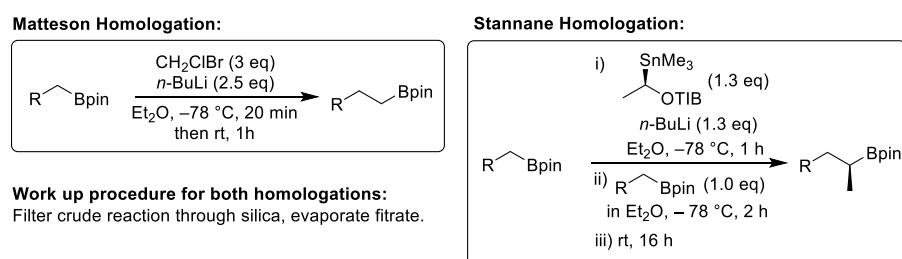 Matteson Homologation:
CH₂ClBr (3 eq)
n-BuLi (2.5 eq)
R Bpin
R Bpin
Et₂O, –78 °C, 20 min
then rt, 1h
Work up procedure for both homologations:
Filter crude reaction through silica, evaporate fitrate.
Stannane Homologation:
i) SnMe₃
(1.3 eq)
OTIB
n-BuLi (1.3 eq)
Et₂O, –78 °C, 1 h
R Bpin
R Bpin
ii) R Bpin (1.0 eq)
in Et₂O, – 78 °C, 2 h
iii) rt, 16 h